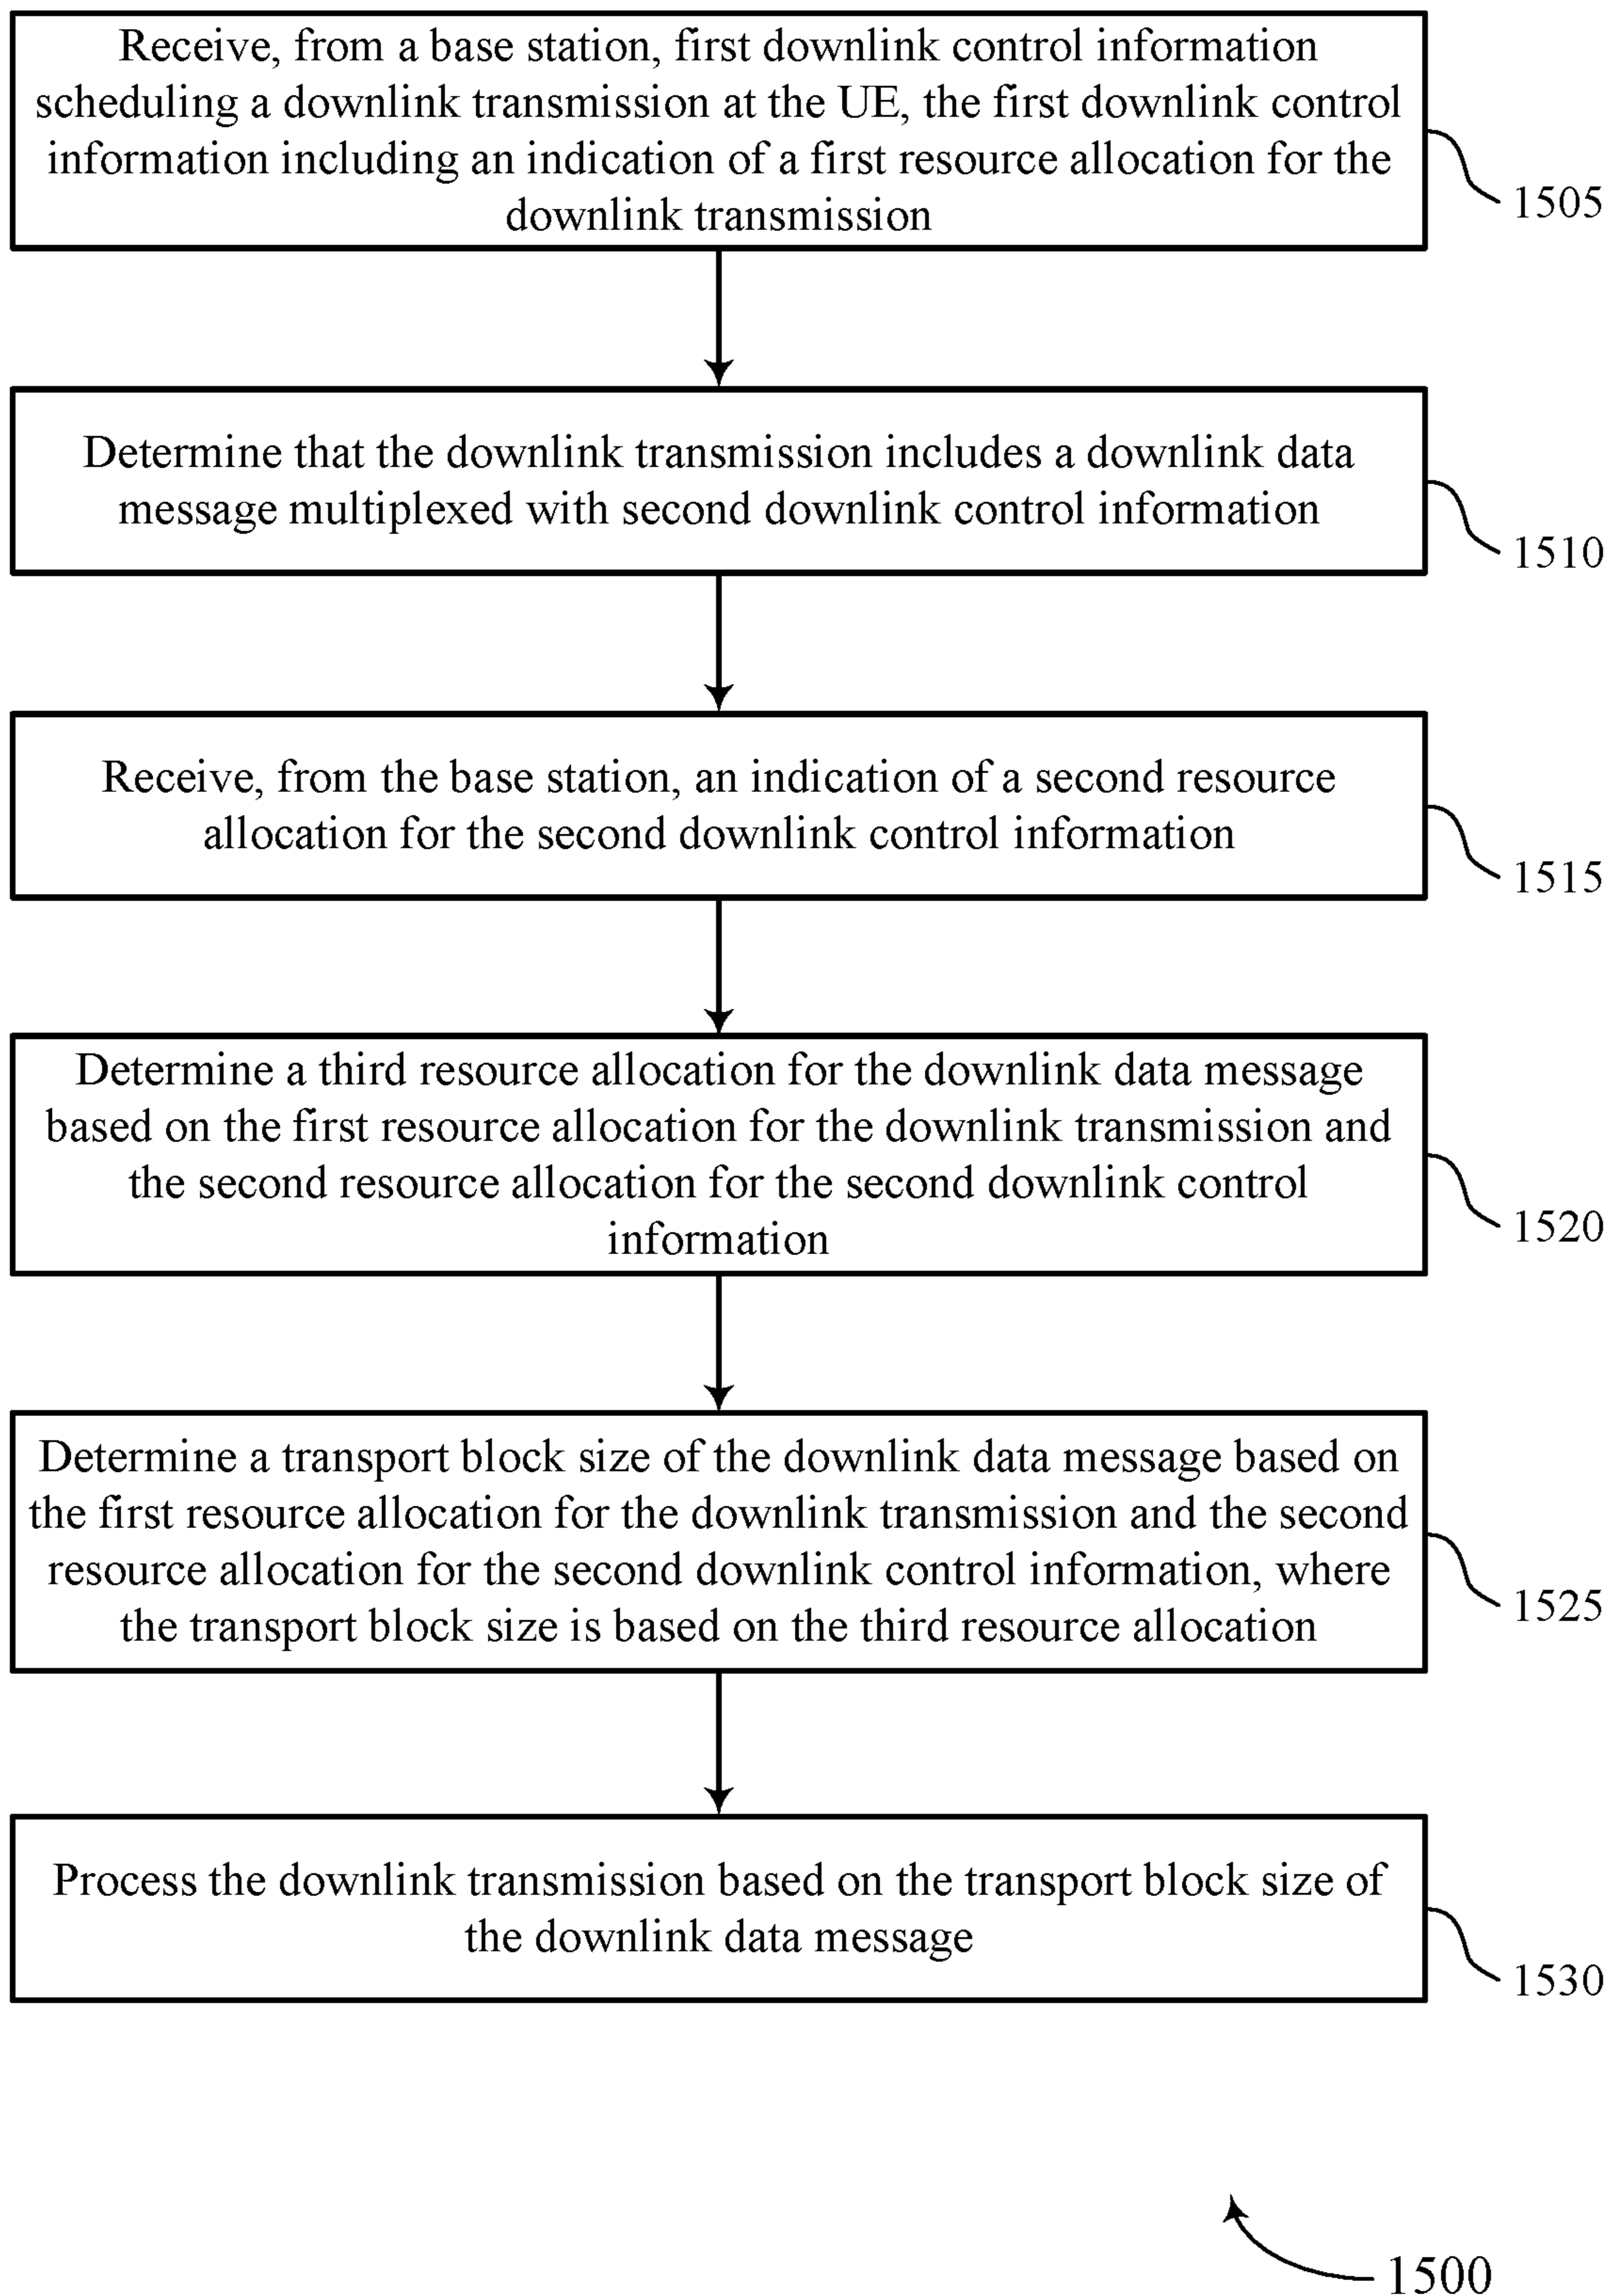 Receive, from a base station, first downlink control information
scheduling a downlink transmission at the UE, the first downlink control
information including an indication of a first resource allocation for the
downlink transmission
1505
Determine that the downlink transmission includes a downlink data
message multiplexed with second downlink control information
1510
Receive, from the base station, an indication of a second resource
allocation for the second downlink control information
1515
Determine a third resource allocation for the downlink data message
based on the first resource allocation for the downlink transmission and
the second resource allocation for the second downlink control
information
1520
Determine a transport block size of the downlink data message based on
the first resource allocation for the downlink transmission and the second
resource allocation for the second downlink control information, where
the transport block size is based on the third resource allocation
1525
Process the downlink transmission based on the transport block size of
the downlink data message
1530
1500